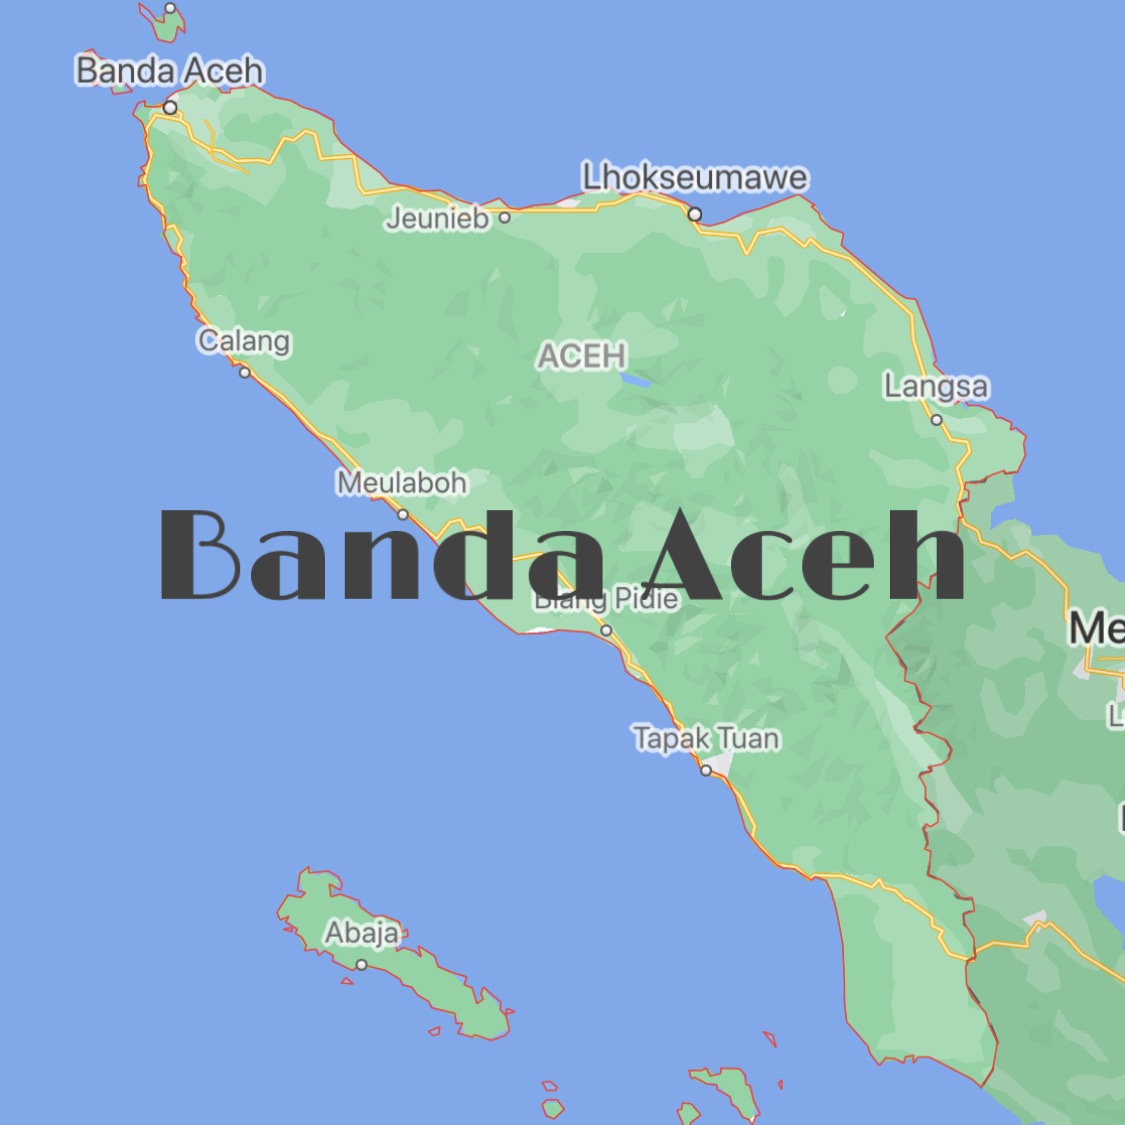 Banda Aceh
Lhokseumawe
Jeunieb
Calang
ACEH
Langsa
Meulaboh
Banda Aceh
Blang Pidie
Me
L
Tapak Tuan
Abaja